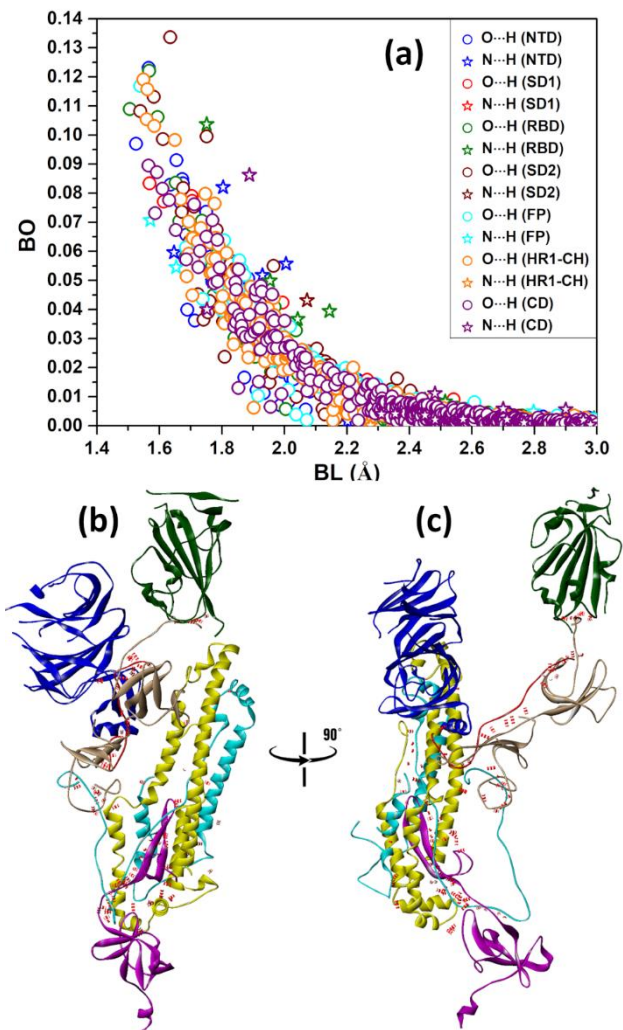 (a)
0.14
0.13
0.12
0.11
0.10
0.09
0.08
0.07
0.06
0.05
0.04
0.03
0.02
0.01
0.00
BO
O···H (NTD)
N···H (NTD)
O···H (SD1)
N···H (SD1)
O···H (RBD)
N···H (RBD)
O···H (SD2)
N···H (SD2)
O···H (FP)
N···H (FP)
O···H (HR1-CH)
N···H (HR1-CH)
O···H (CD)
N···H (CD)
1.4 1.6 1.8 2.0 2.2 2.4 2.6 2.8 3.0
BL (Å)
(b)
(c)
90°